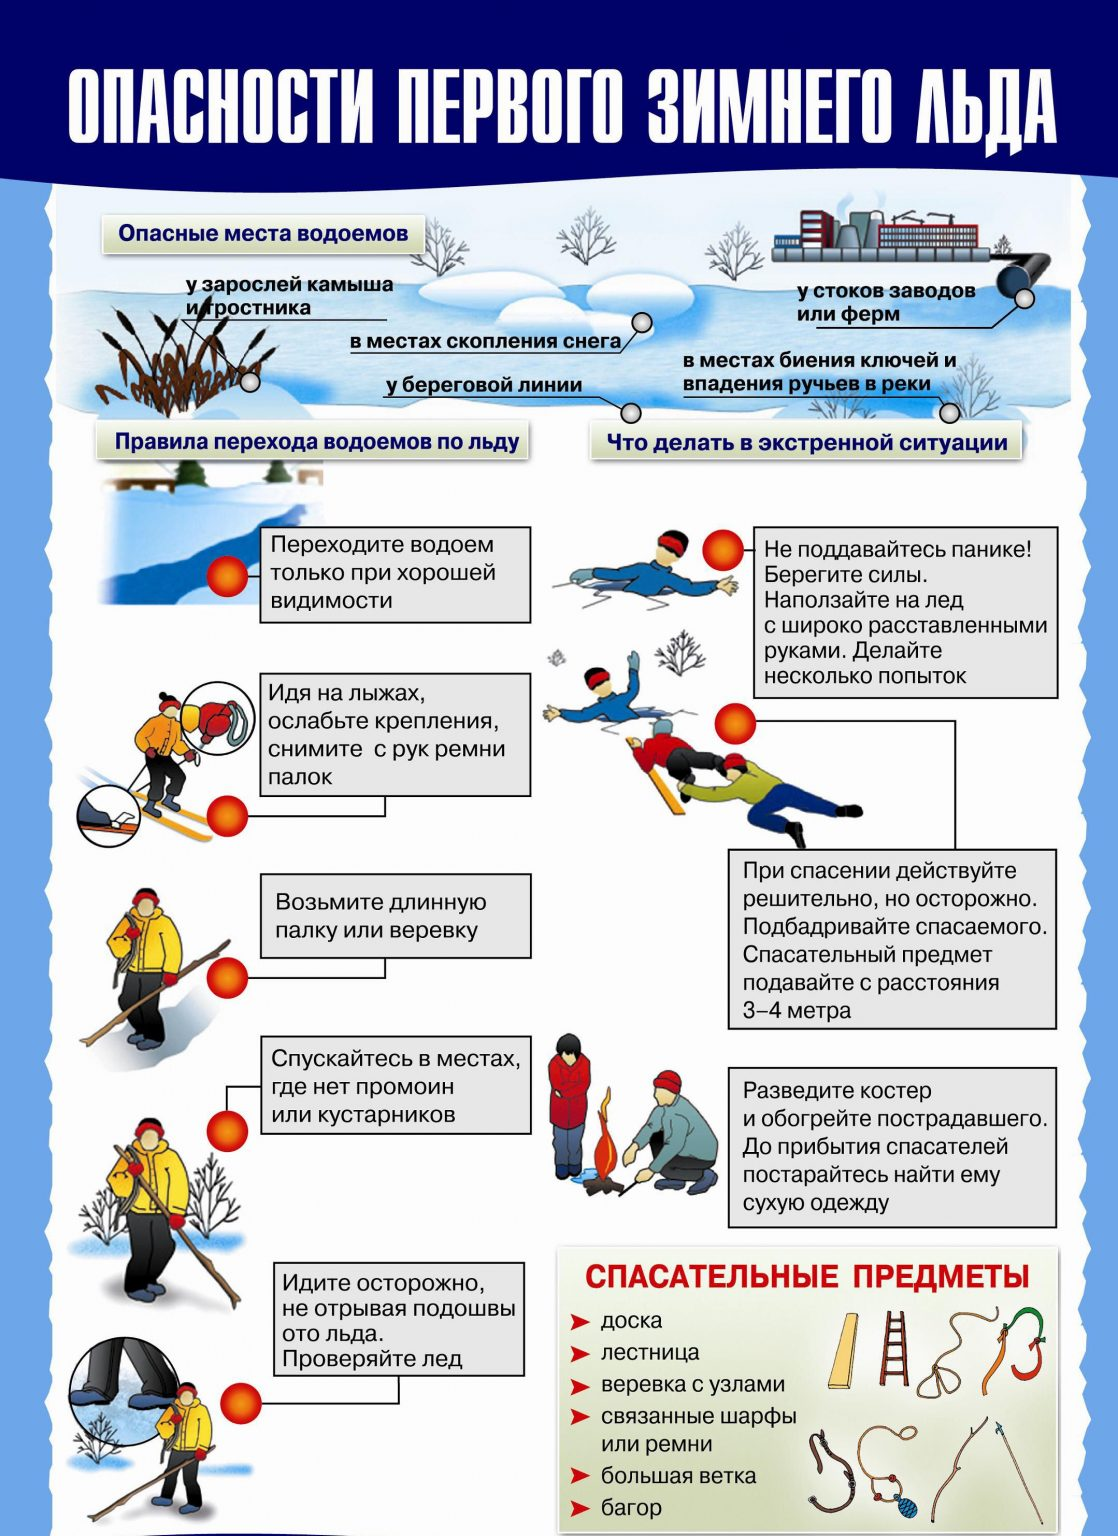 ОПАСНОСТИ ПЕРВОГО ЗИМНЕГО ЛЬДА
Опасные места водоемов
у зарослей камыша
и тростника
в местах скопления снега
у береговой линии
у стоков заводов
или ферм
в местах биения ключей и
впадения ручьев в реки
Правила перехода водоемов по льду
Переходите водоем
только при хорошей
видимости
Идя на лыжах,
ослабьте крепления,
снимите с рук ремни
палок
Возьмите длинную
палку или веревку
Спускайтесь в местах,
где нет промоин
или кустарников
Идите осторожно,
не отрывая подошвы
ото льда.
Проверяйте лед
Что делать в экстренной ситуации
Не поддавайтесь панике!
Берегите силы.
Наползайте на лед
с широко расставленными
руками. Делайте
несколько попыток
При спасении действуйте
решительно, но осторожно.
Подбадривайте спасаемого.
Спасательный предмет
подавайте с расстояния
3–4 метра
Разведите костер
и обогрейте пострадавшего.
До прибытия спасателей
постарайтесь найти ему
сухую одежду
СПАСАТЕЛЬНЫЕ ПРЕДМЕТЫ
доска
лестница
веревка с узлами
связанные шарфы
или ремни
большая ветка
багор